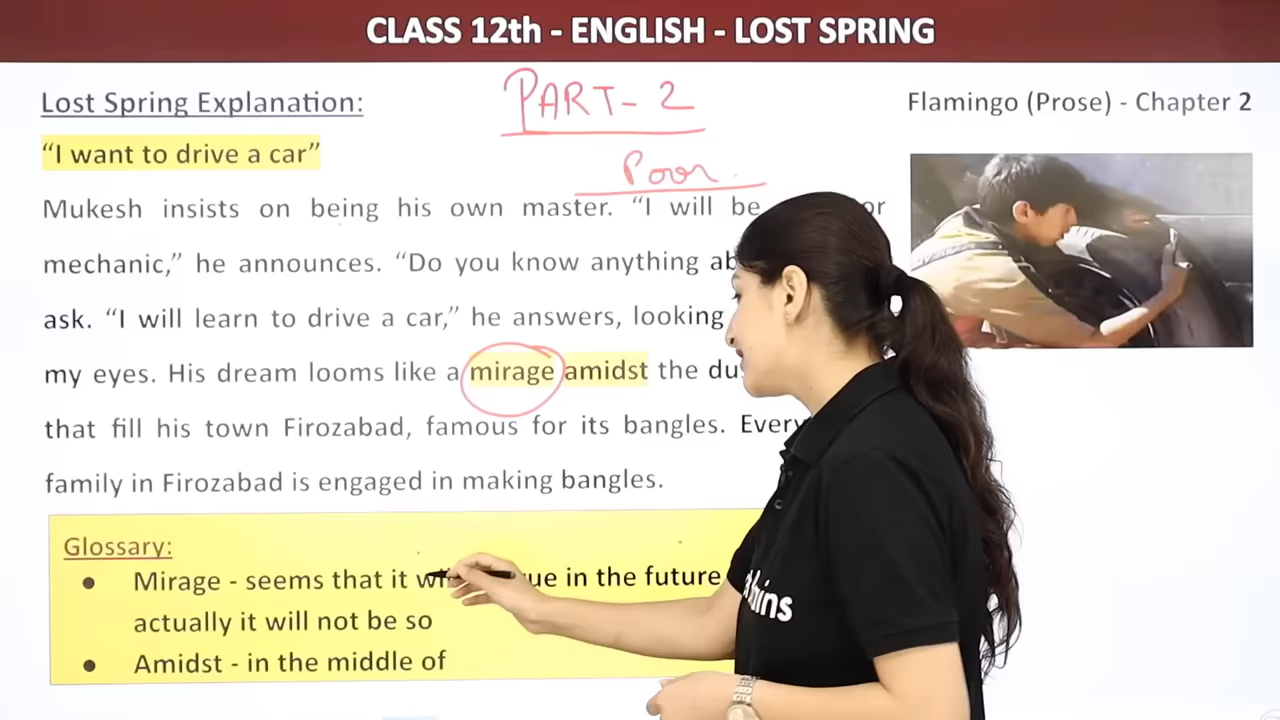 CLASS 12th - ENGLISH - LOST SPRING
Lost Spring Explanation:
PART - 2
Flamingo (Prose) - Chapter 2
"I want to drive a car"
Poor
Mukesh insists on being his own master. "I will be
mechanic," he announces. "Do you know anything
ask. "I will learn to drive a car," he answers, looking
my eyes. His dream looms like a mirage amidst the
that fill his town Firozabad, famous for its bangles. Every
family in Firozabad is engaged in making bangles.
Glossary:
● Mirage - seems that it in the future
actually it will not be so
● Amidst - in the middle of